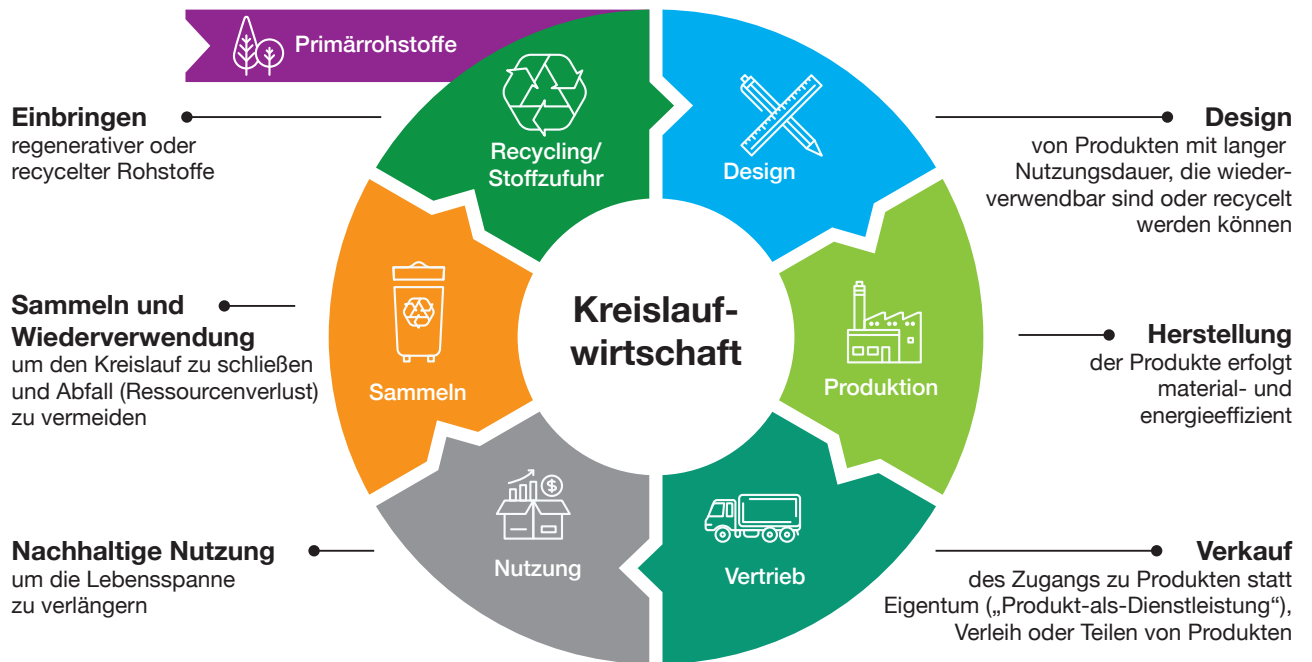 Primärrohstoffe
Recycling/
Stoffzufuhr
Design
Produktion
Vertrieb
Nutzung
Sammeln
Kreislauf-
wirtschaft
Einbringen
regenerativer oder
recycelter Rohstoffe
Sammeln und
Wiederverwendung
um den Kreislauf zu schließen
und Abfall (Ressourcenverlust)
zu vermeiden
Nachhaltige Nutzung
um die Lebensspanne
zu verlängern
Design
von Produkten mit langer
Nutzungsdauer, die wieder-
verwendbar sind oder recycelt
werden können
Herstellung
der Produkte erfolgt
material- und
energieeffizient
Verkauf
des Zugangs zu Produkten statt
Eigentum („Produkt-als-Dienstleistung“),
Verleih oder Teilen von Produkten
$